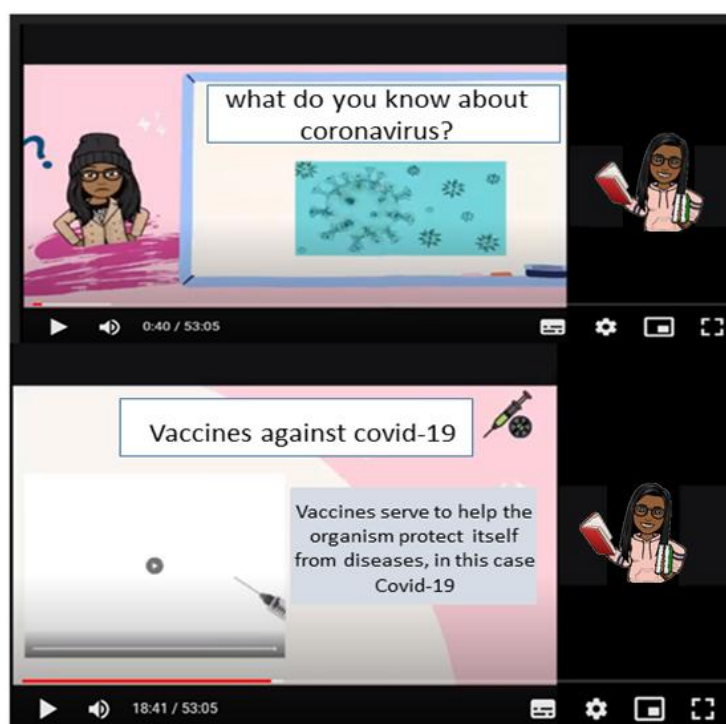 what do you know about
coronavirus?
?
0:40 / 53:05
Vaccines against covid-19
Vaccines serve to help the
organism protect itself
from diseases, in this case
Covid-19
18:41 / 53:05